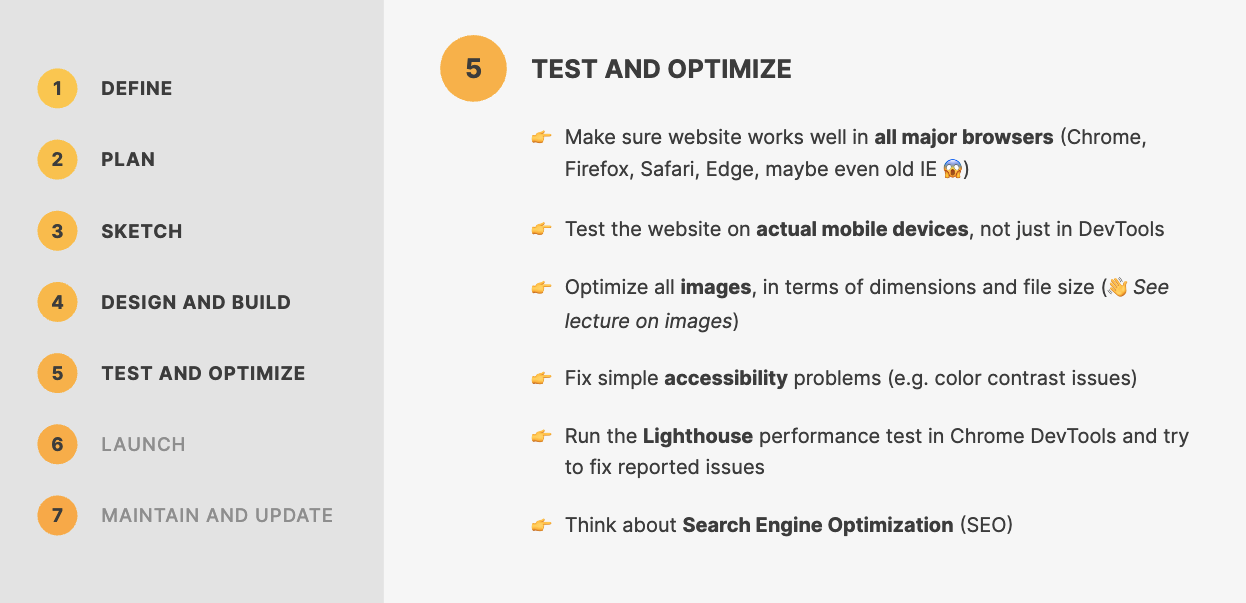 1 DEFINE
2 PLAN
3 SKETCH
4 DESIGN AND BUILD
5 TEST AND OPTIMIZE
6 LAUNCH
7 MAINTAIN AND UPDATE
5 TEST AND OPTIMIZE
👉 Make sure website works well in all major browsers (Chrome,
Firefox, Safari, Edge, maybe even old IE 😱)
👉 Test the website on actual mobile devices, not just in DevTools
👉 Optimize all images, in terms of dimensions and file size (👋 See
lecture on images)
👉 Fix simple accessibility problems (e.g. color contrast issues)
👉 Run the Lighthouse performance test in Chrome DevTools and try
to fix reported issues
👉 Think about Search Engine Optimization (SEO)